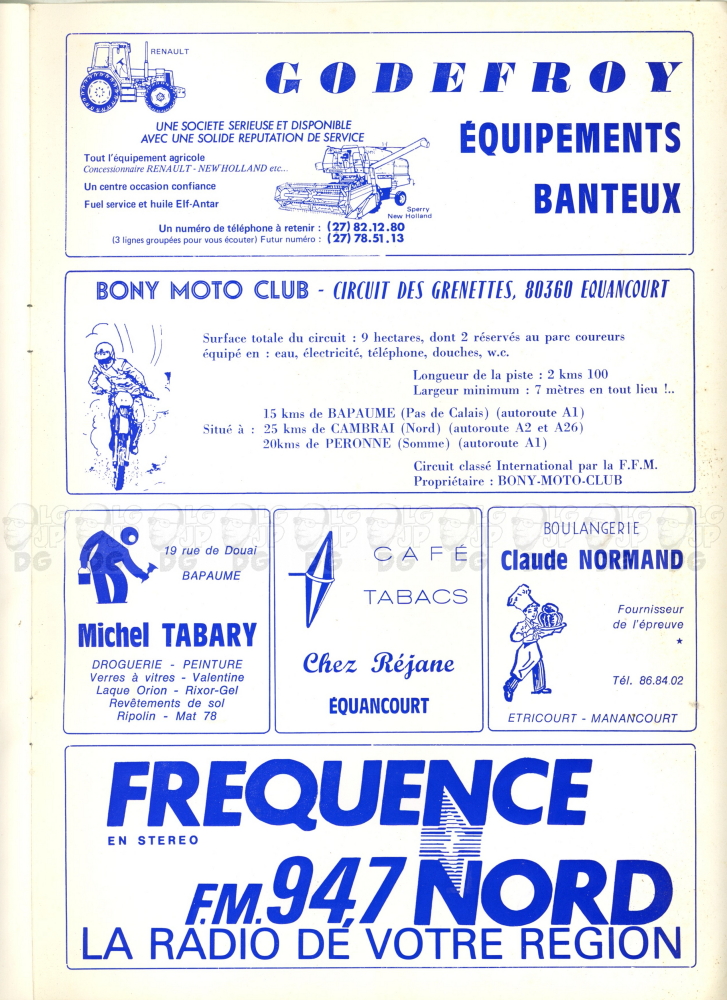 RENAULT
GODEFROY
UNE SOCIETE SERIEUSE ET DISPONIBLE
AVEC UNE SOLIDE REPUTATION DE SERVICE
ÉQUIPEMENTS
BANTEUX
Tout l'équipement agricole
Concessionnaire RENAULT - NEW HOLLAND etc...
Un centre occasion confiance
Fuel service et huile Elf-Antar
Sperry
New Holland
Un numéro de téléphone à retenir : (27) 82.12.80
(3 lignes groupées pour vous écouter) Futur numéro : (27) 78.51.13
BONY MOTO CLUB - CIRCUIT DES GRENETTES, 80360 EQUANCOURT
Surface totale du circuit : 9 hectares, dont 2 réservés au parc coureurs
équipé en : eau, électricité, téléphone, douches, w.c.
Longueur de la piste : 2 kms 100
Largeur minimum : 7 mètres en tout lieu !..
15 kms de BAPAUME (Pas de Calais) (autoroute A1)
Situé à : 25 kms de CAMBRAI (Nord) (autoroute A2 et A26)
20kms de PERONNE (Somme) (autoroute A1)
Circuit classé International par la F.F.M.
Propriétaire : BONY-MOTO-CLUB
19 rue de Douai
BAPAUME
Michel TABARY
DROGUERIE - PEINTURE
Verres à vitres - Valentine
Laque Orion - Rixor-Gel
Revêtements de sol
Ripolin - Mat 78
CAFÉ
TABACS
Chez Réjane
ÉQUANCOURT
BOULANGERIE
Claude NORMAND
Fournisseur
de l'épreuve
*
Tél. 86.84.02
ETRICOURT - MANANCOURT
FREQUENCE
EN STEREO
F.M. 94,7 NORD
LA RADIO DE VOTRE REGION